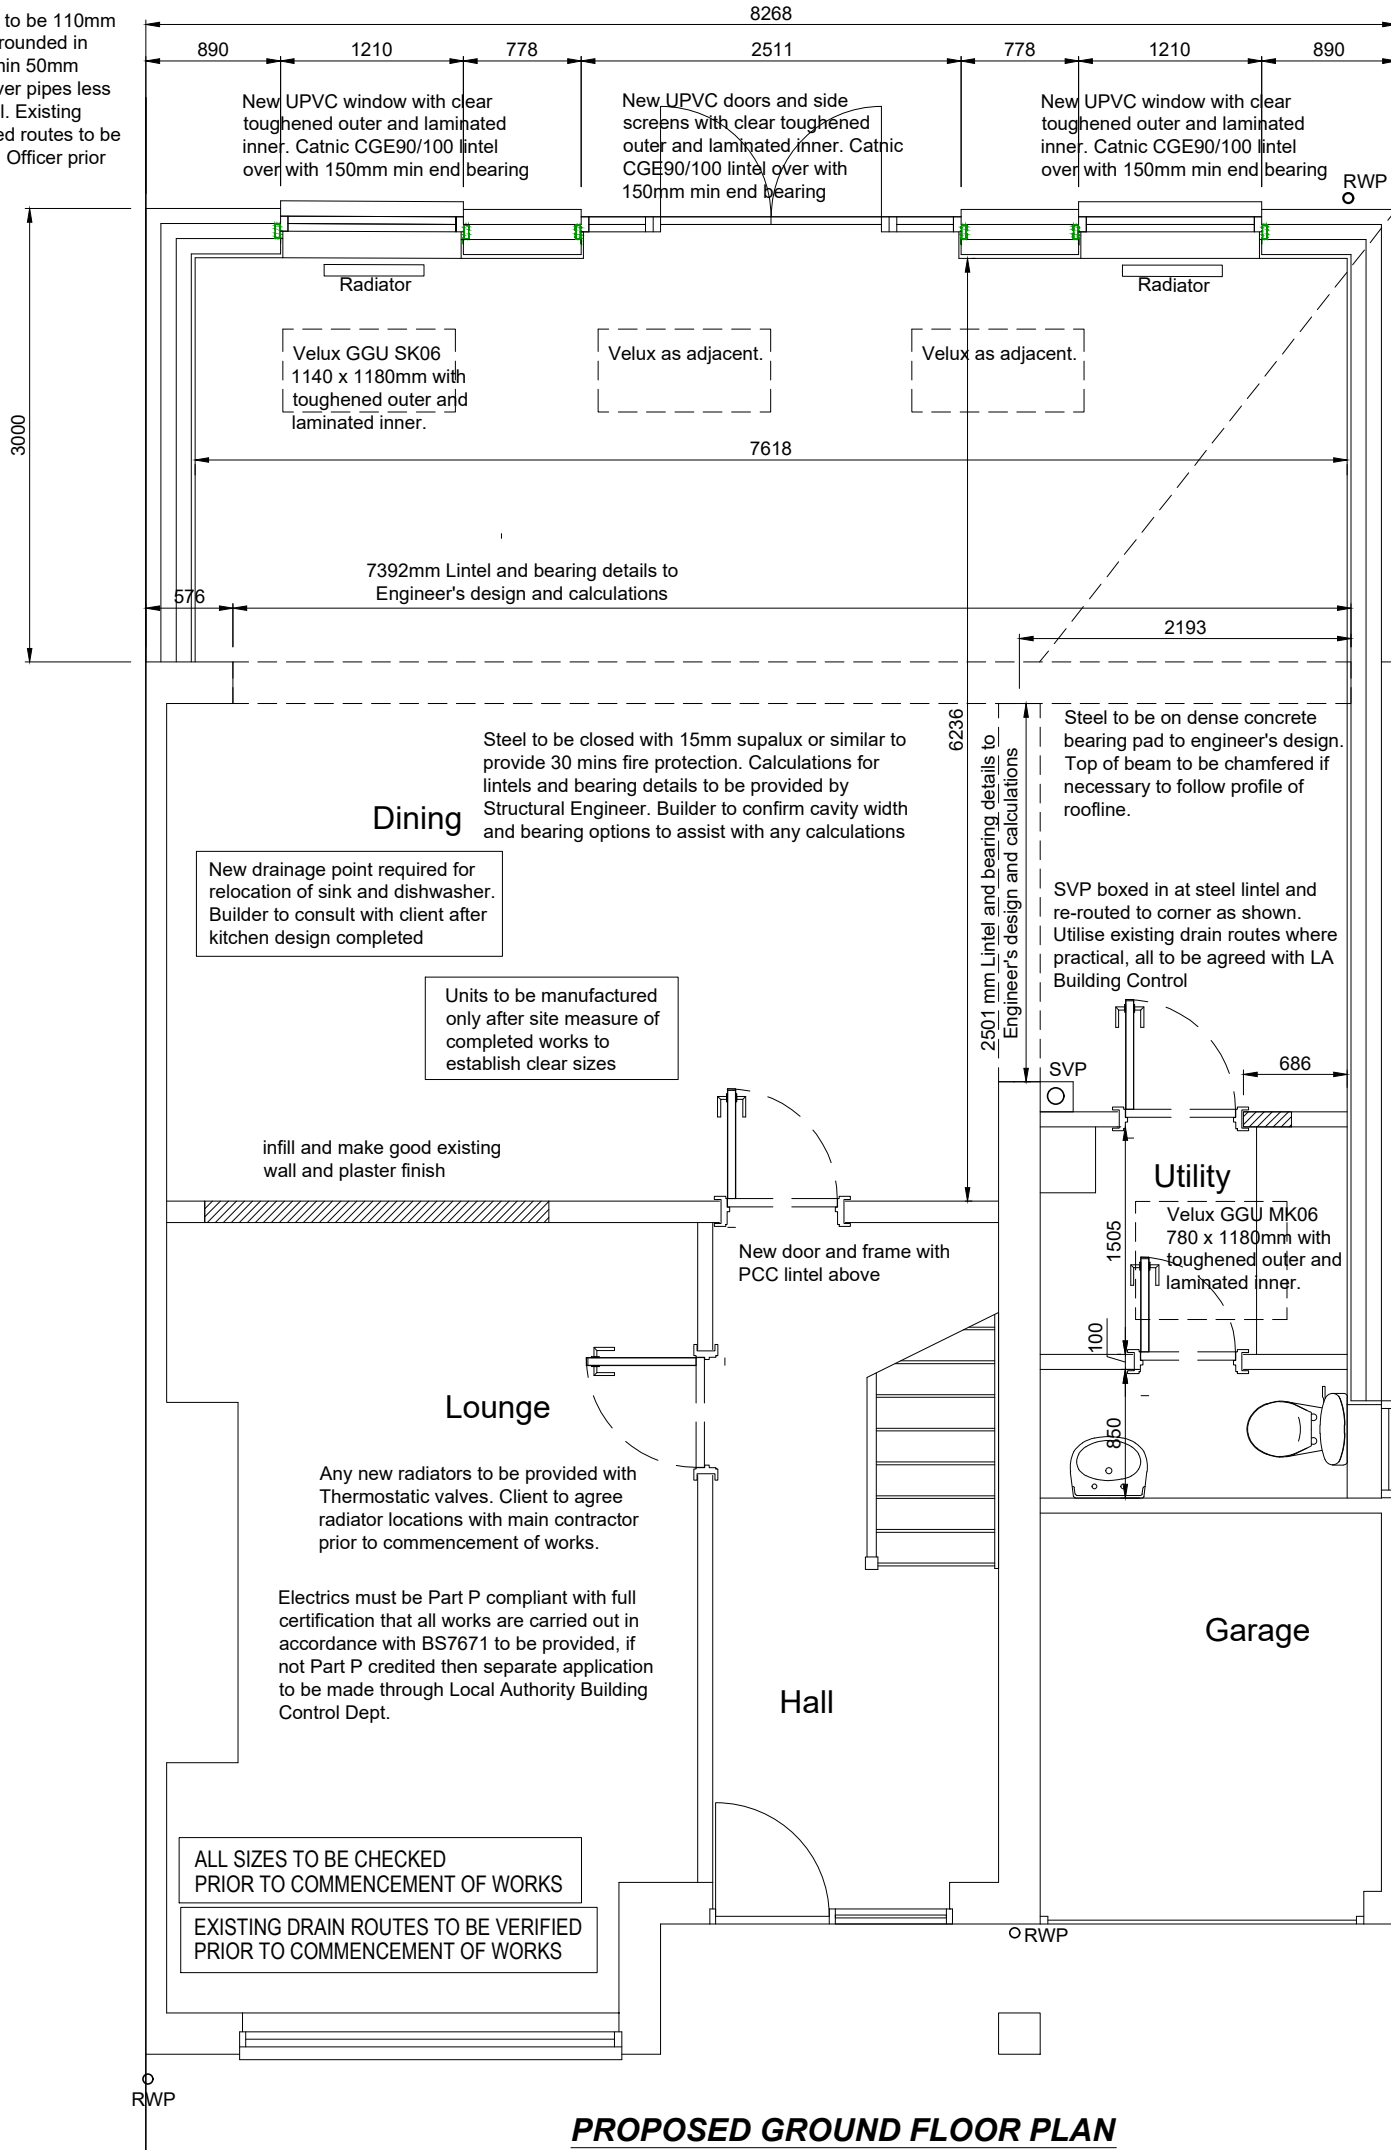 to be 110mm
rounded in
min 50mm
ver pipes less
l. Existing
ed routes to be
Officer prior
8268
890
1210
778
2511
778
1210
890
New UPVC window with clear
toughened outer and laminated
inner. Catnic CGE90/100 lintel
over with 150mm min end bearing
New UPVC doors and side
screens with clear toughened
outer and laminated inner. Catnic
CGE90/100 lintel over with
150mm min end bearing
New UPVC window with clear
toughened outer and laminated
inner. Catnic CGE90/100 lintel
over with 150mm min end bearing
RWP
Radiator
Radiator
3000
Velux GGU SK06
1140 x 1180mm with
toughened outer and
laminated inner.
Velux as adjacent.
Velux as adjacent.
7618
7392mm Lintel and bearing details to
Engineer's design and calculations
576
2193
6236
Steel to be closed with 15mm supalux or similar to
provide 30 mins fire protection. Calculations for
lintels and bearing details to be provided by
Structural Engineer. Builder to confirm cavity width
and bearing options to assist with any calculations
Dining
2501 mm Lintel and bearing details to
Engineer's design and calculations
Steel to be on dense concrete
bearing pad to engineer's design.
Top of beam to be chamfered if
necessary to follow profile of
roofline.
New drainage point required for
relocation of sink and dishwasher.
Builder to consult with client after
kitchen design completed
SVP boxed in at steel lintel and
re-routed to corner as shown.
Utilise existing drain routes where
practical, all to be agreed with LA
Building Control
Units to be manufactured
only after site measure of
completed works to
establish clear sizes
SVP
686
infill and make good existing
wall and plaster finish
Utility
Velux GGU MK06
780 x 1180mm with
toughened outer and
laminated inner.
1505
New door and frame with
PCC lintel above
100
850
Lounge
Any new radiators to be provided with
Thermostatic valves. Client to agree
radiator locations with main contractor
prior to commencement of works.
Electrics must be Part P compliant with full
certification that all works are carried out in
accordance with BS7671 to be provided, if
not Part P credited then separate application
to be made through Local Authority Building
Control Dept.
Garage
Hall
ALL SIZES TO BE CHECKED
PRIOR TO COMMENCEMENT OF WORKS
EXISTING DRAIN ROUTES TO BE VERIFIED
PRIOR TO COMMENCEMENT OF WORKS
RWP
RWP
PROPOSED GROUND FLOOR PLAN